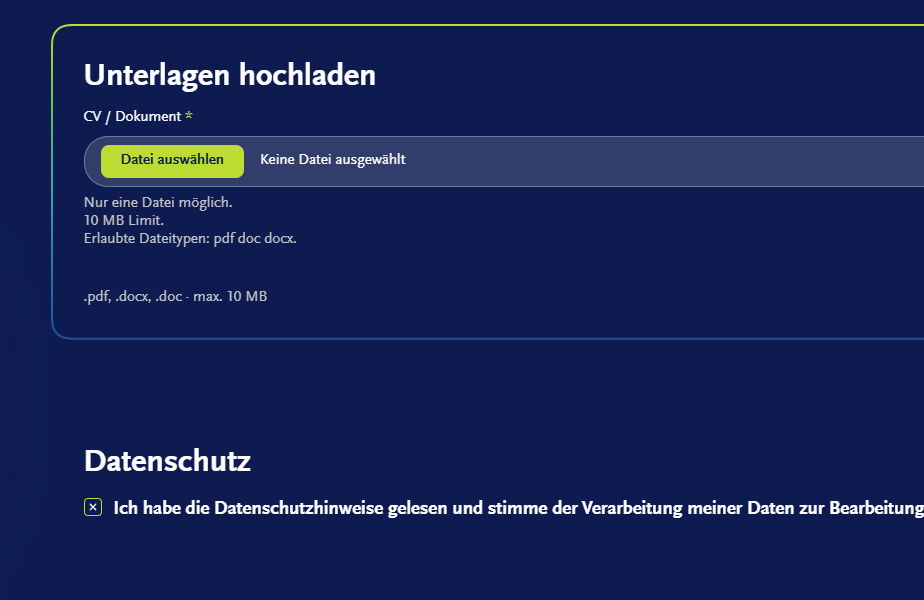 Unterlagen hochladen
CV / Dokument *
Datei auswählen Keine Datei ausgewählt
Nur eine Datei möglich.
10 MB Limit.
Erlaubte Dateitypen: pdf doc docx.
.pdf, .docx, .doc · max. 10 MB
Datenschutz
Ich habe die Datenschutzhinweise gelesen und stimme der Verarbeitung meiner Daten zur Bearbeitung